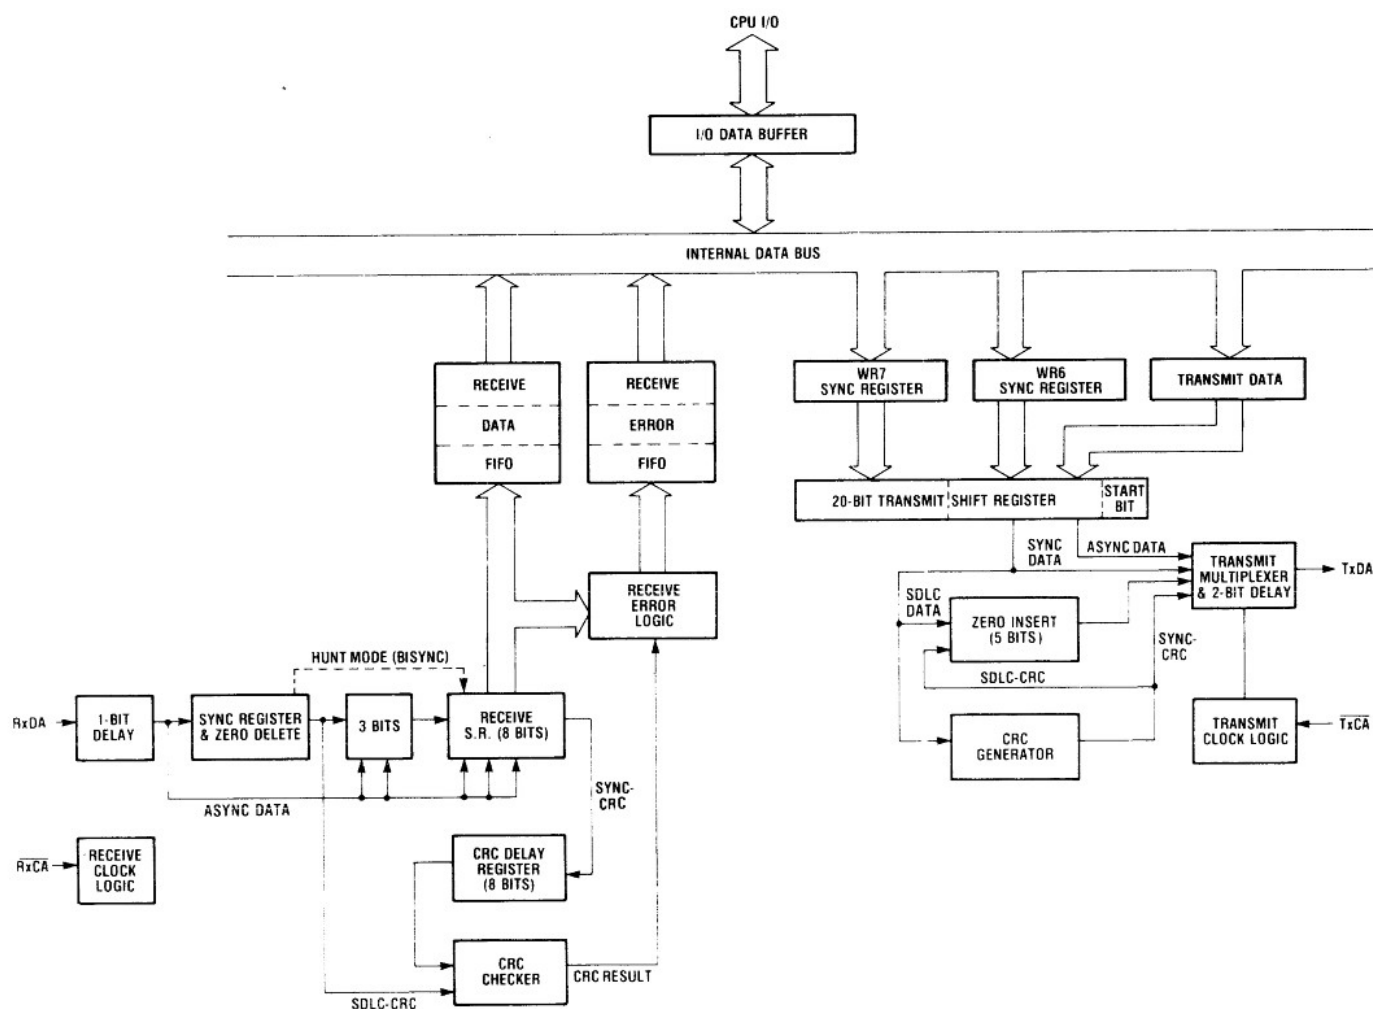 CPU I/O
I/O DATA BUFFER
INTERNAL DATA BUS
RECEIVE
DATA
FIFO
RECEIVE
ERROR
FIFO
WR7
SYNC REGISTER
WR6
SYNC REGISTER
TRANSMIT DATA
20-BIT TRANSMIT SHIFT REGISTER
START
BIT
SYNC
DATA
ASYNC DATA
TRANSMIT
MULTIPLEXER
& 2-BIT DELAY
TxDA
SDLC
DATA
ZERO INSERT
(5 BITS)
SYNC-
CRC
SDLC-CRC
CRC
GENERATOR
TRANSMIT
CLOCK LOGIC
TxCA
RECEIVE
ERROR
LOGIC
HUNT MODE (BISYNC)
RxDA
1-BIT
DELAY
SYNC REGISTER
& ZERO DELETE
3 BITS
RECEIVE
S.R. (8 BITS)
ASYNC DATA
SYNC-
CRC
RxCA
RECEIVE
CLOCK
LOGIC
CRC DELAY
REGISTER
(8 BITS)
CRC
CHECKER
CRC RESULT
SDLC-CRC